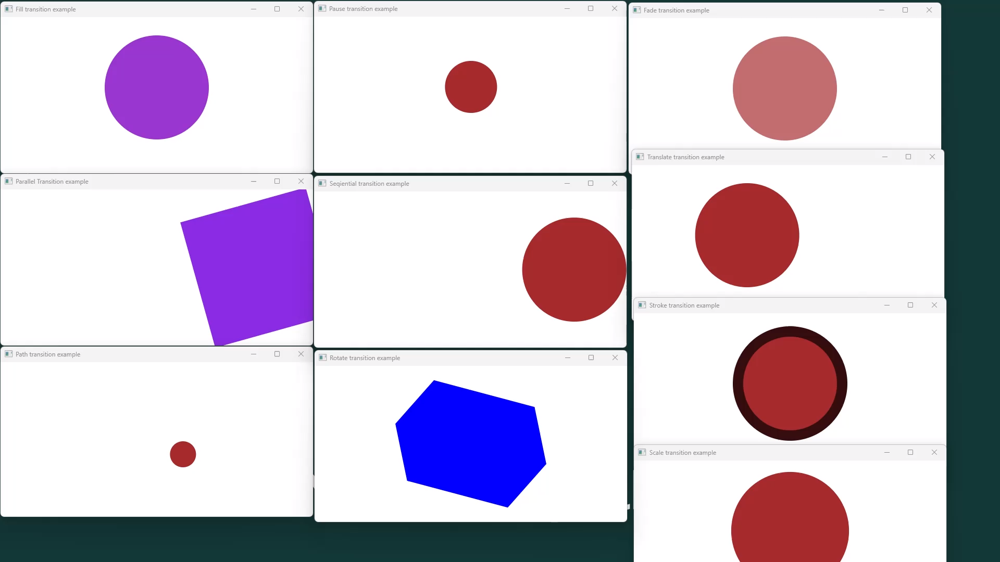 Fill transition example
Pause transition example
Fade transition example
Translate transition example
Parallel Transition example
Seqiential transition example
Stroke transition example
Path transition example
Rotate transition example
Scale transition example